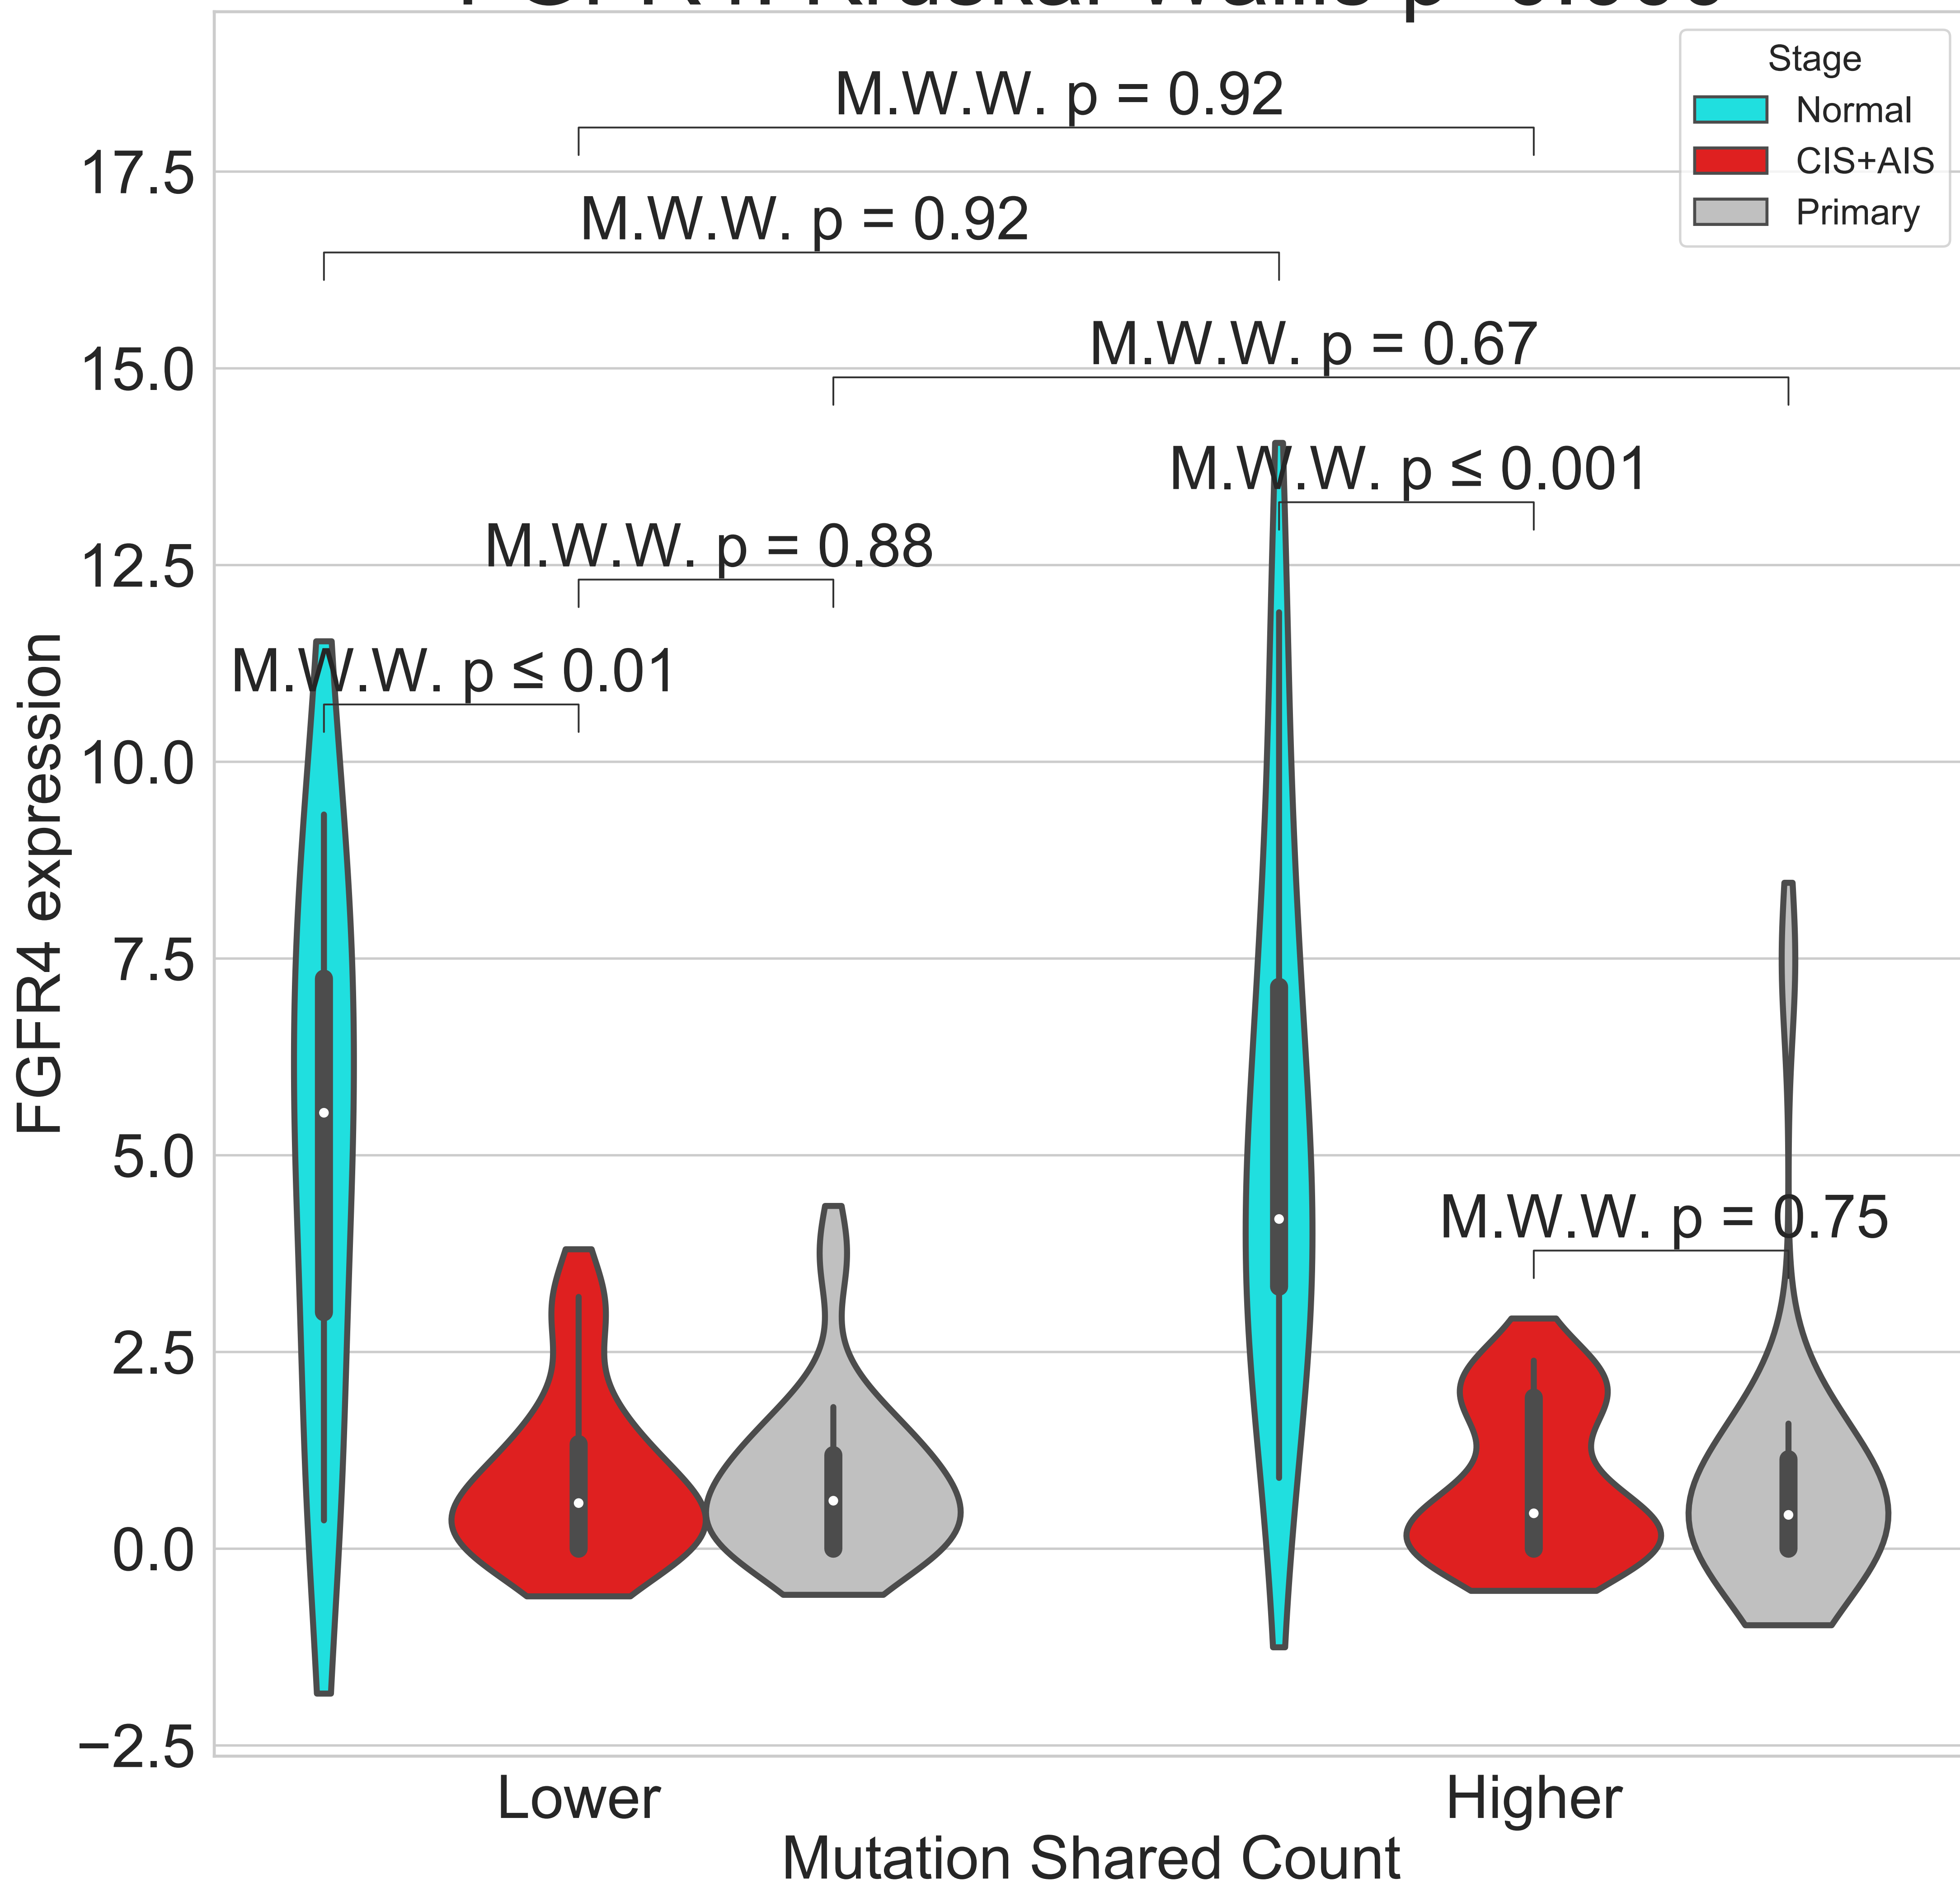 Stage
Normal
CIS+AIS
Primary
M.W.W. p = 0.92
M.W.W. p = 0.92
M.W.W. p = 0.67
M.W.W. p ≤ 0.001
M.W.W. p = 0.88
M.W.W. p ≤ 0.01
M.W.W. p = 0.75
FGFR4 expression
17.5
15.0
12.5
10.0
7.5
5.0
2.5
0.0
−2.5
Lower
Higher
Mutation Shared Count